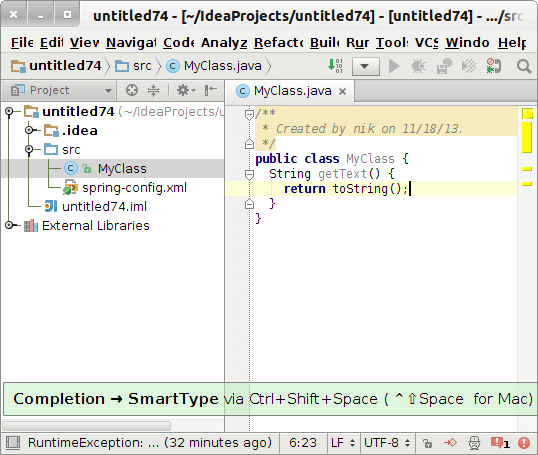 untitled74 - [~/IdeaProjects/untitled74] - [untitled74] - .../src
File Edit View Navigat Code Analyz Refacto Build Run Tools VCS Windo Help
untitled74 src MyClass.java
Project
MyClass.java
untitled74 (~/IdeaProjects/u
.idea
src
MyClass
spring-config.xml
untitled74.iml
External Libraries
/**
* Created by nik on 11/18/13.
*/
public class MyClass {
String getText() {
return toString();
}
}
Completion → SmartType via Ctrl+Shift+Space ( ⌃⇧Space for Mac)
RuntimeException: ... (32 minutes ago) 6:23 LF UTF-8 1